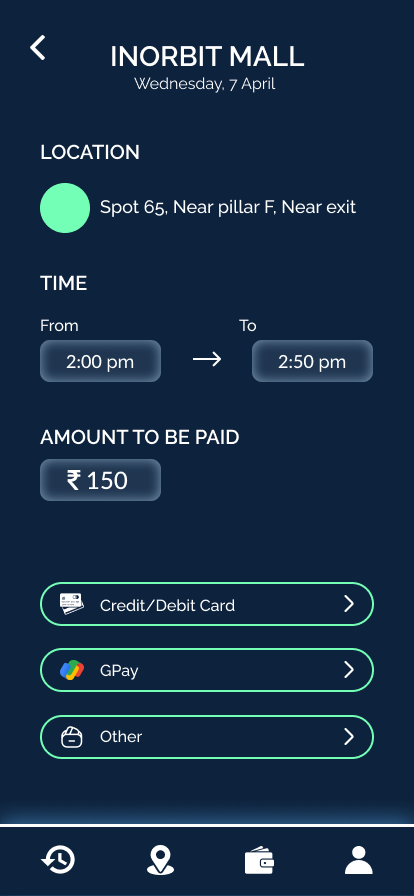 INORBIT MALL
Wednesday, 7 April
LOCATION
Spot 65, Near pillar F, Near exit
TIME
From
To
2:00 pm
2:50 pm
AMOUNT TO BE PAID
₹ 150
Credit/Debit Card
GPay
Other